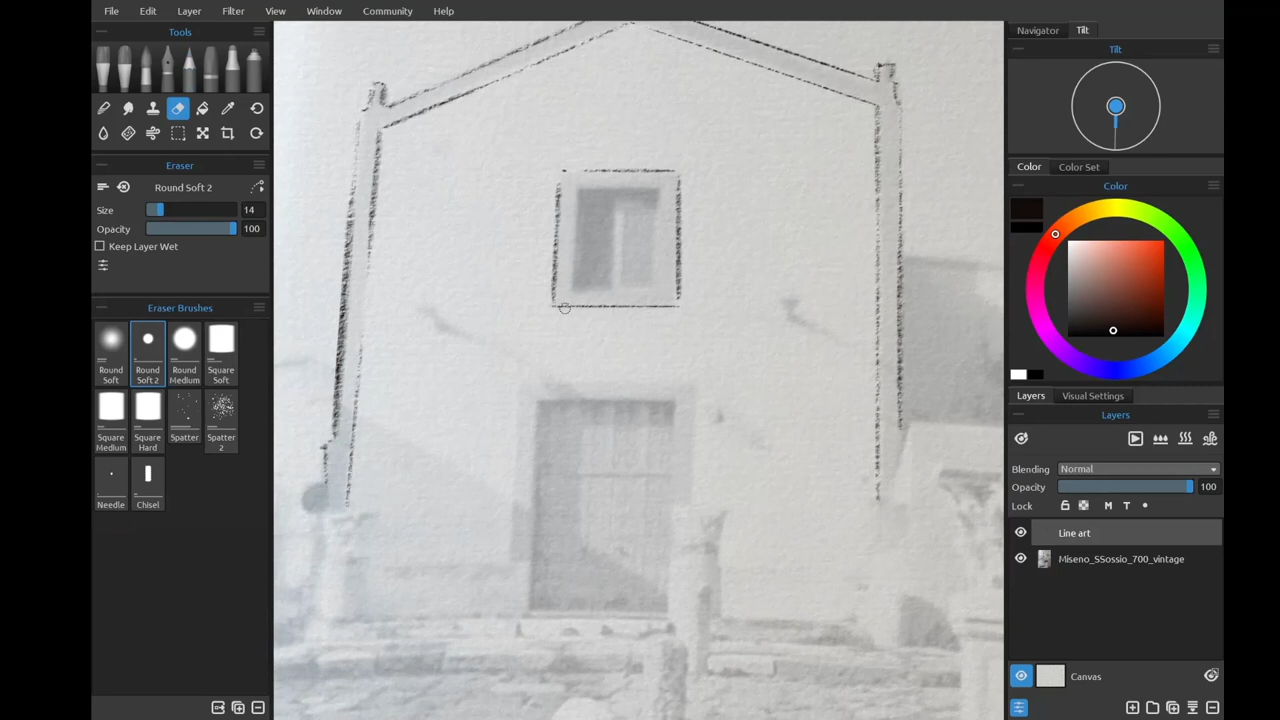 File Edit Layer Filter View Window Community Help
Tools
Eraser
Round Soft 2
Size 14
Opacity 100
Keep Layer Wet
Eraser Brushes
Round Soft
Round Soft 2
Round Medium
Square Soft
Square Medium
Square Hard
Spatter
Spatter 2
Needle
Chisel
Navigator Tilt
Tilt
Color Color Set
Color
Layers Visual Settings
Layers
Blending Normal
Opacity 100
Lock M T
Line art
Miseno_SSossio_700_vintage
Canvas